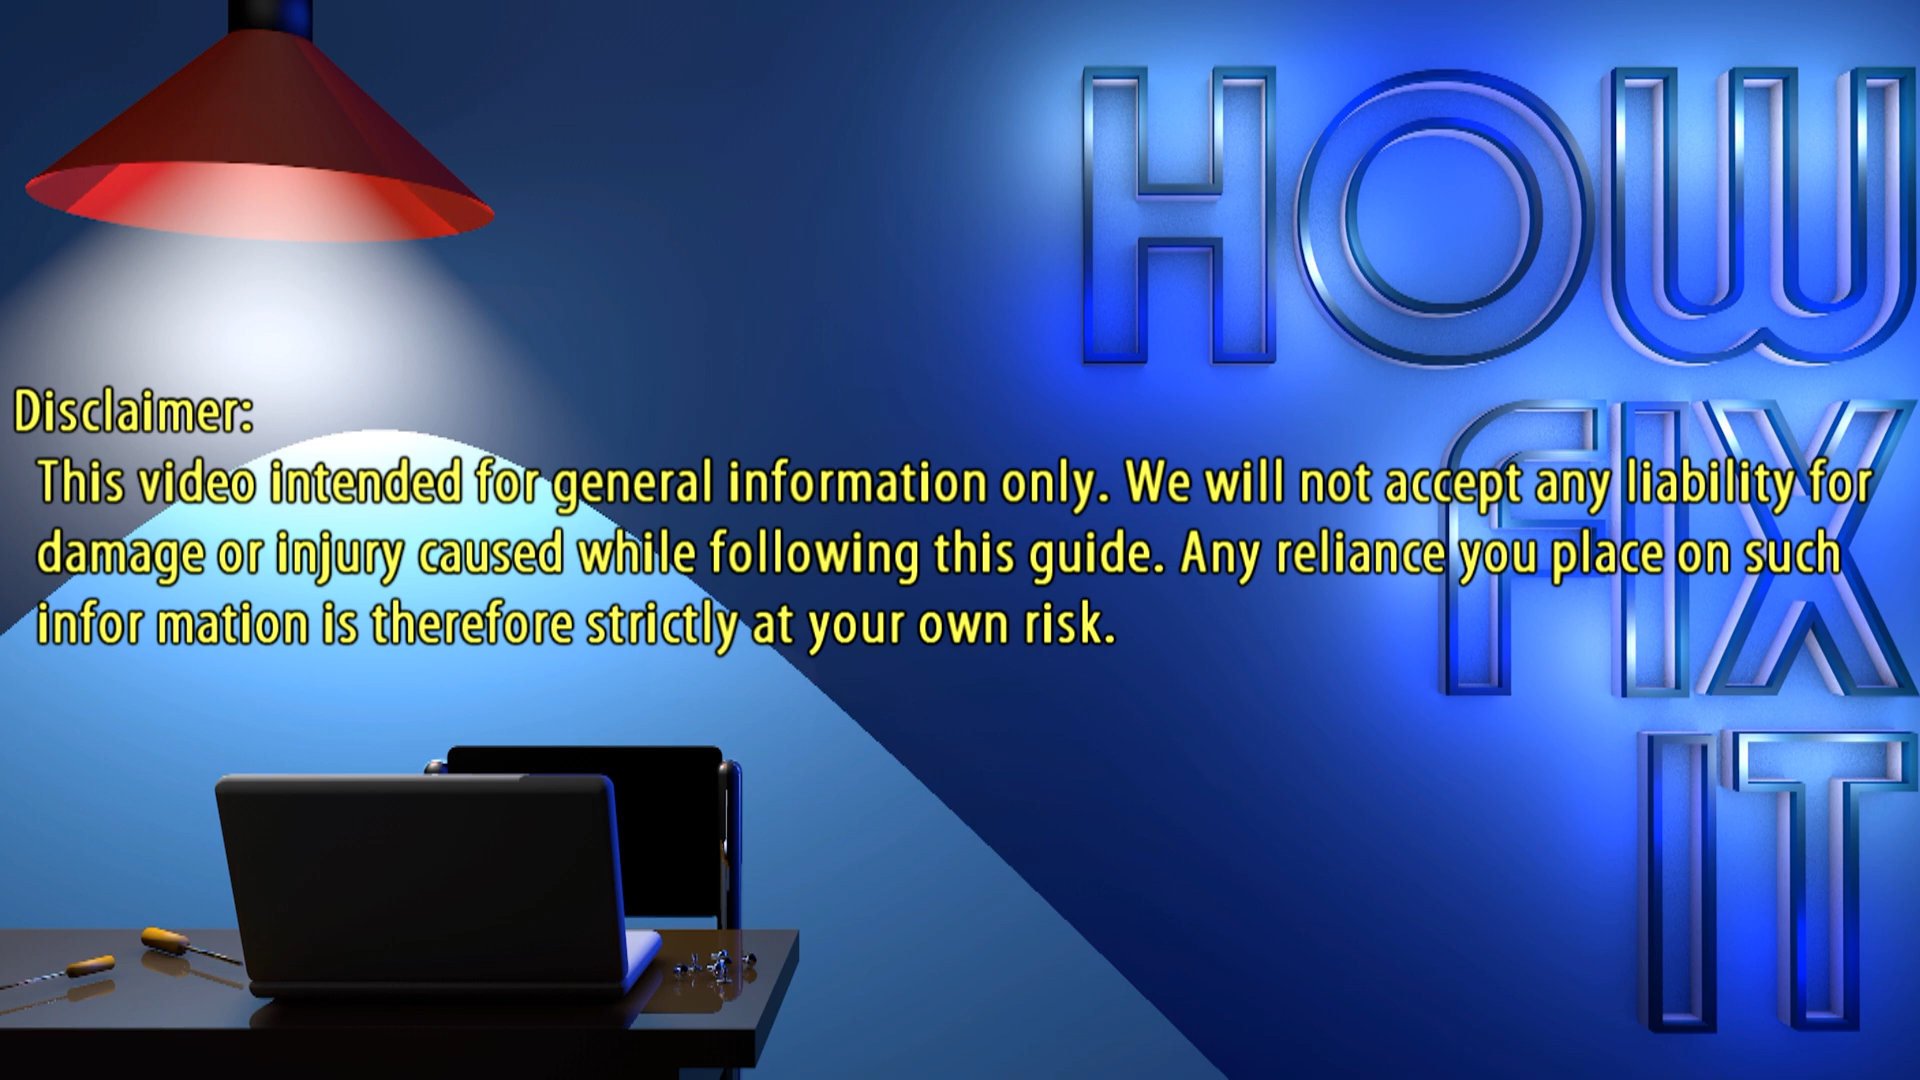 HOW
FIX
IT
Disclaimer:
This video intended for general information only. We will not accept any liability for
damage or injury caused while following this guide. Any reliance you place on such
infor mation is therefore strictly at your own risk.